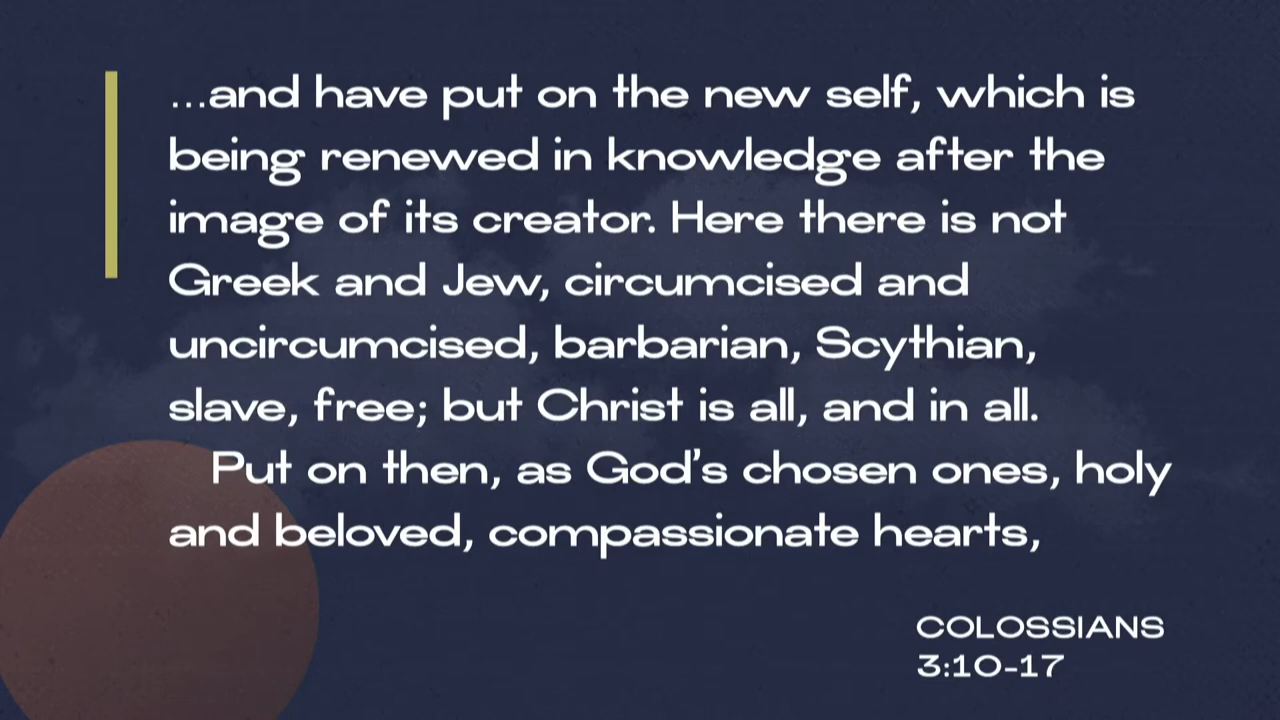 ...and have put on the new self, which is
being renewed in knowledge after the
image of its creator. Here there is not
Greek and Jew, circumcised and
uncircumcised, barbarian, Scythian,
slave, free; but Christ is all, and in all.
Put on then, as God's chosen ones, holy
and beloved, compassionate hearts,
COLOSSIANS
3:10-17